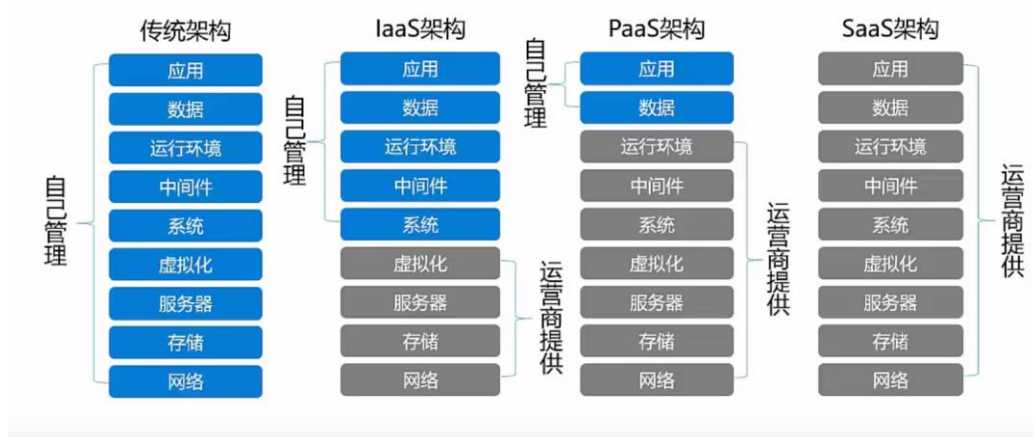 传统架构
自己管理
应用
数据
运行环境
中间件
系统
虚拟化
服务器
存储
网络
IaaS架构
自己管理
应用
数据
运行环境
中间件
系统
虚拟化
服务器
存储
网络
运营商提供
PaaS架构
自己管理
应用
数据
运行环境
中间件
系统
虚拟化
服务器
存储
网络
运营商提供
SaaS架构
应用
数据
运行环境
中间件
系统
虚拟化
服务器
存储
网络
运营商提供